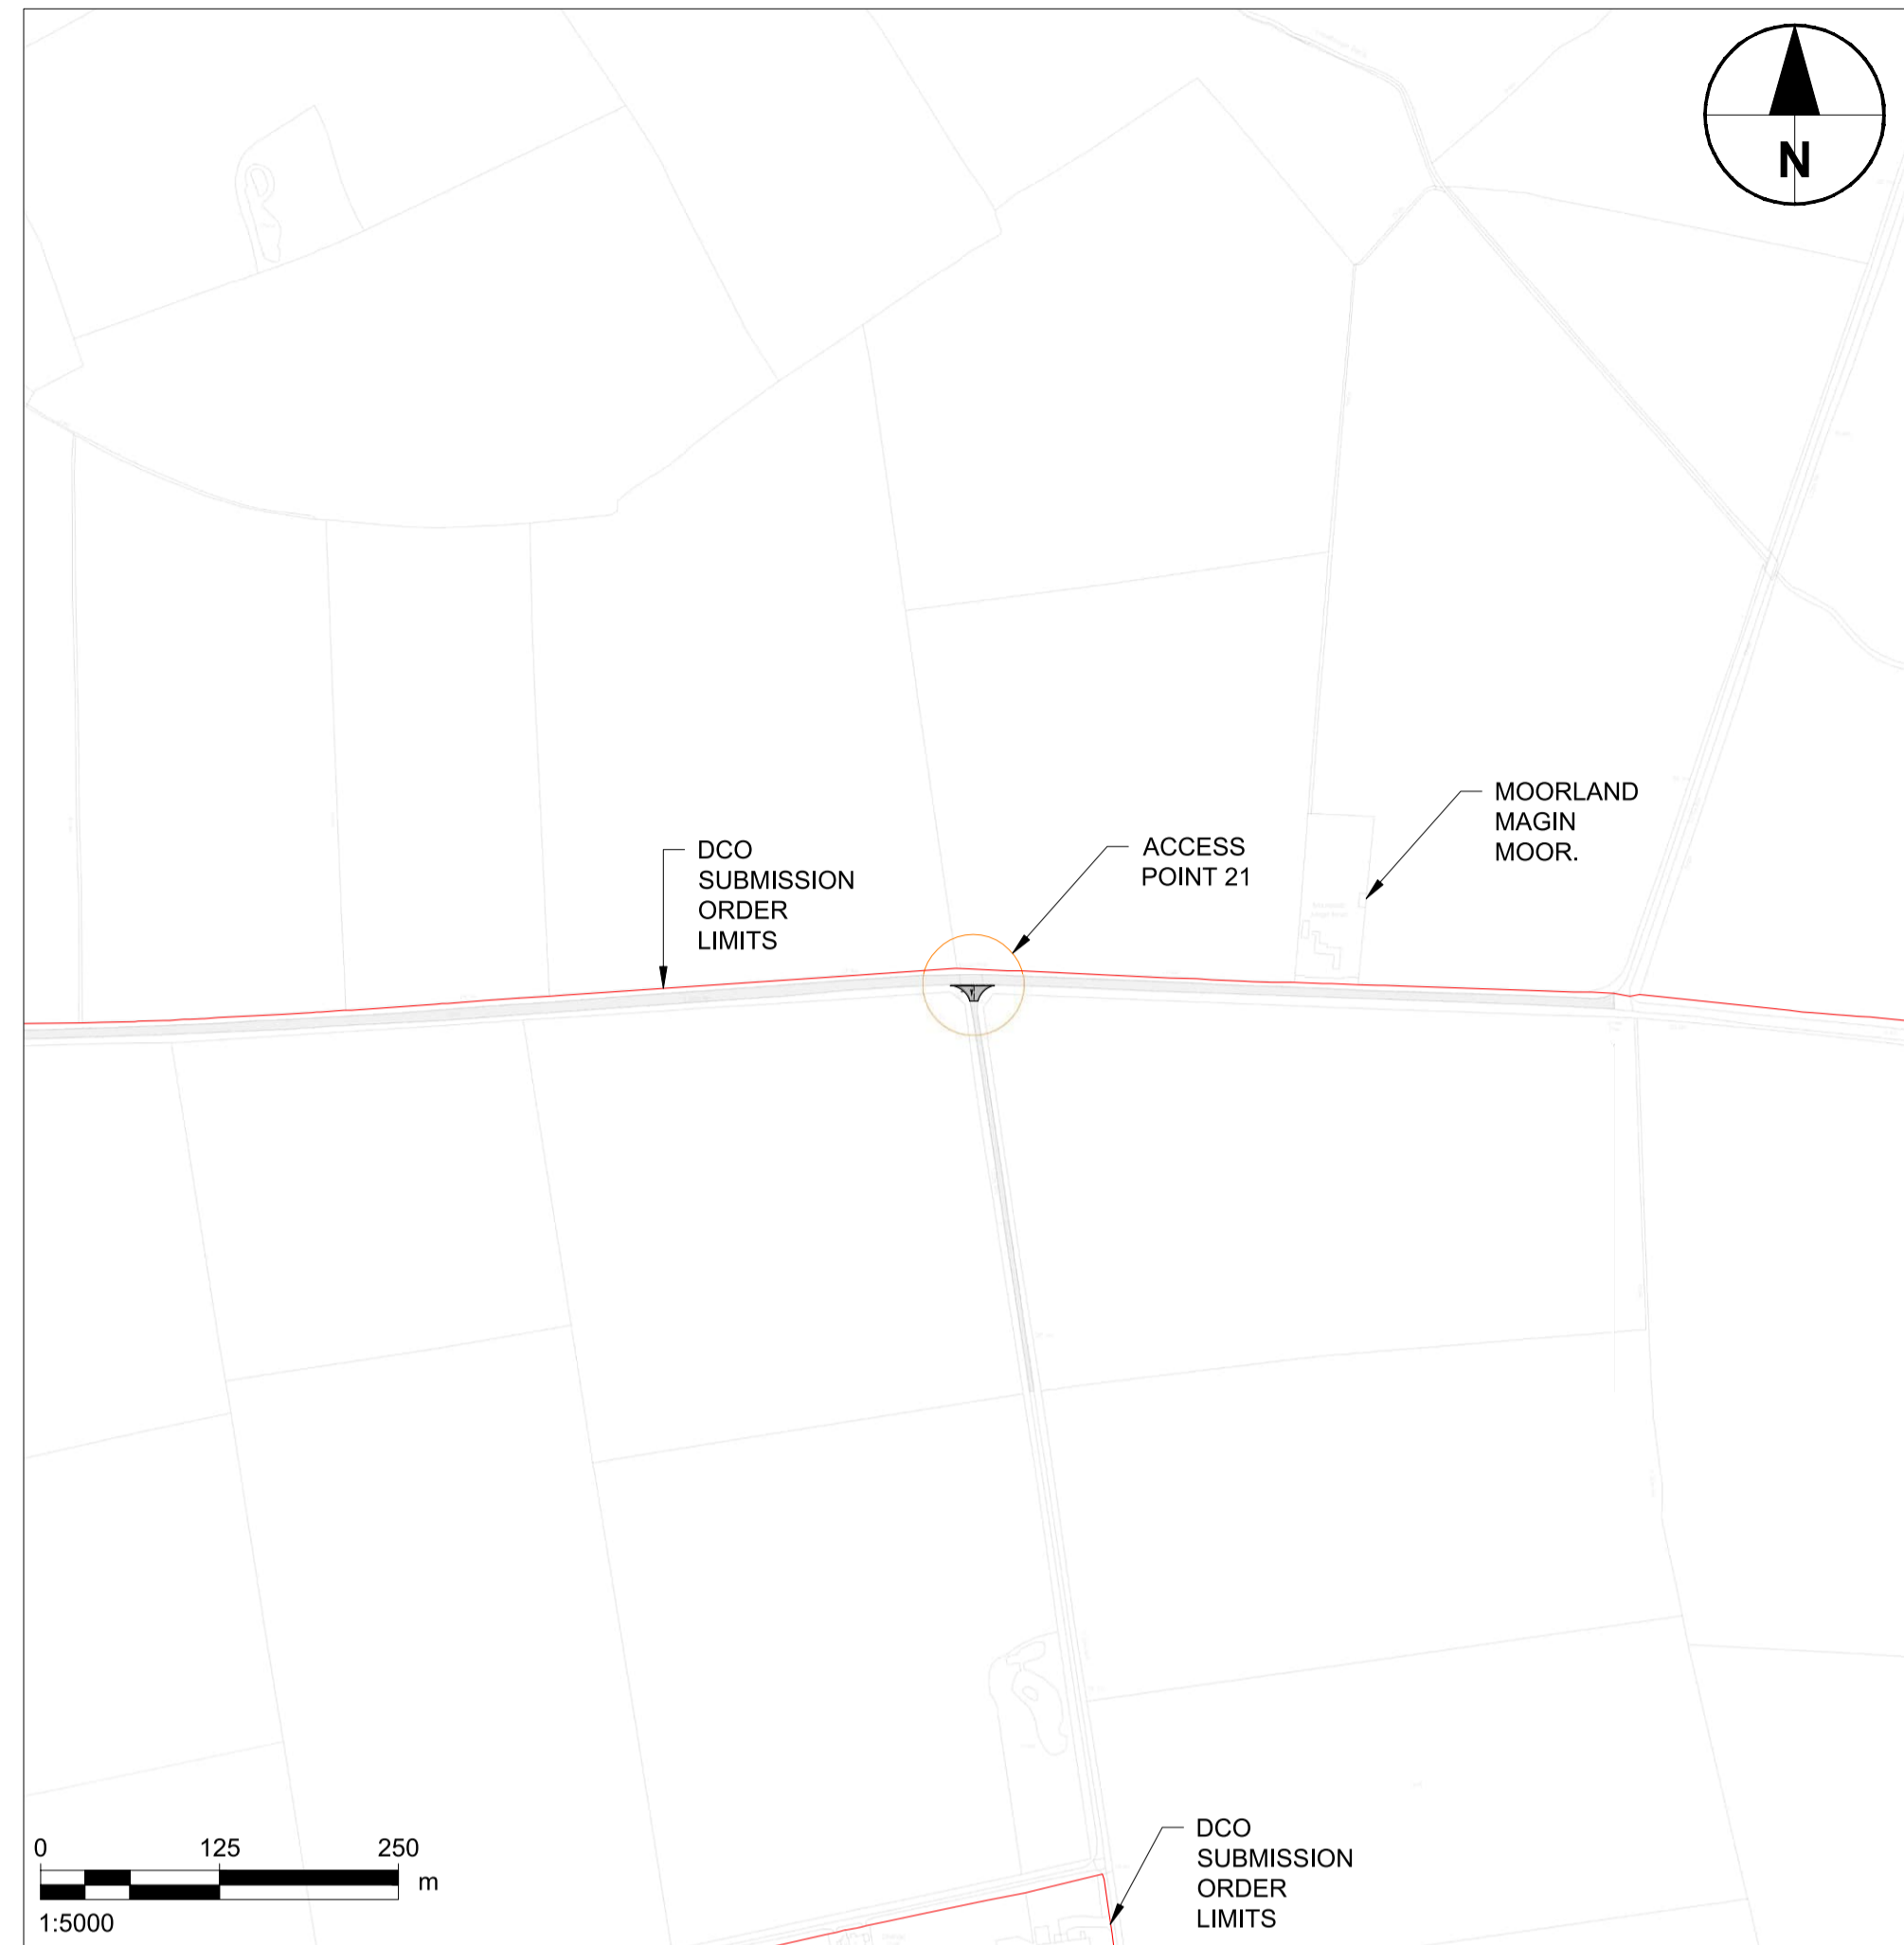 N
MOORLAND
MAGIN
MOOR.
DCO
SUBMISSION
ORDER
LIMITS
ACCESS
POINT 21
DCO
SUBMISSION
ORDER
LIMITS
0 125 250
m
1:5000